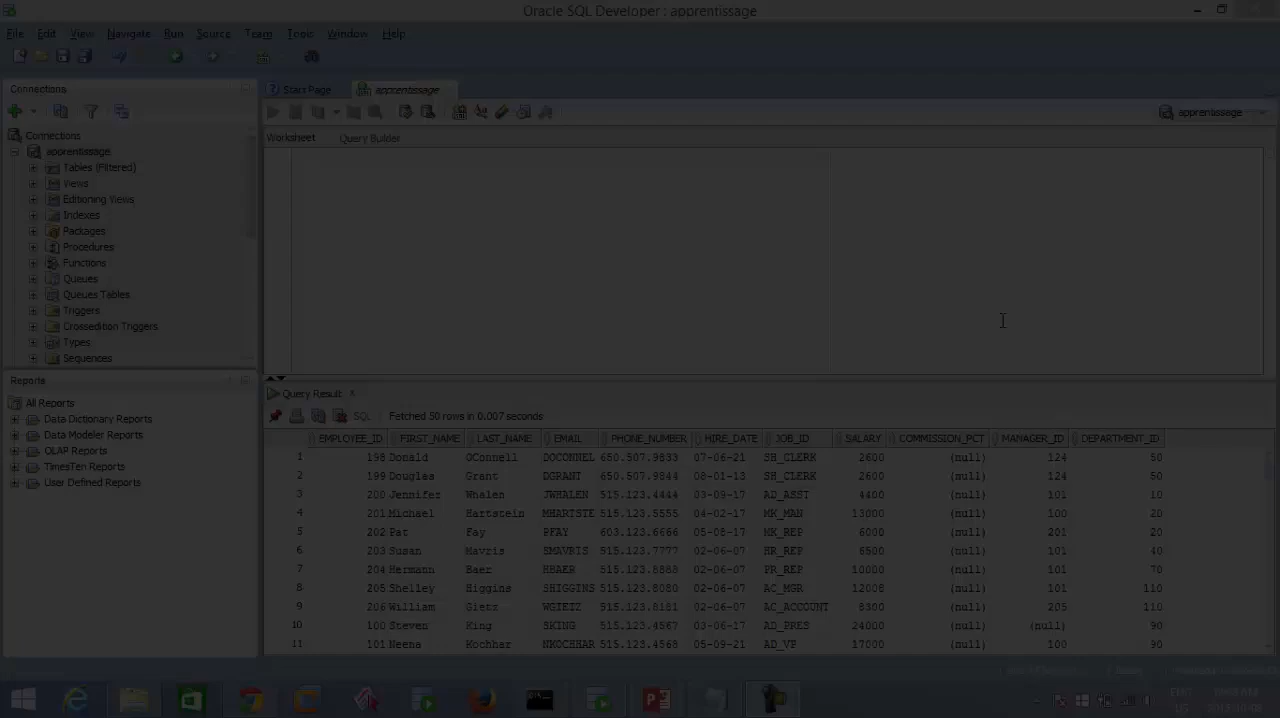 Oracle SQL Developer : apprentissage
File Edit View Navigate Run Source Team Tools Window Help
Connections
Start Page
apprentissage
apprentissage
Worksheet Query Builder
Connections
apprentissage
Tables (Filtered)
Views
Editioning Views
Indexes
Packages
Procedures
Functions
Queues
Queues Tables
Triggers
Crossedition Triggers
Types
Sequences
Reports
All Reports
Data Dictionary Reports
Data Modeler Reports
OLAP Reports
TimesTen Reports
User Defined Reports
Query Result
SQL Fetched 50 rows in 0.007 seconds
EMPLOYEE_ID FIRST_NAME LAST_NAME EMAIL PHONE_NUMBER HIRE_DATE JOB_ID SALARY COMMISSION_PCT MANAGER_ID DEPARTMENT_ID
1 198 Donald OConnell DOCONNEL 650.507.9833 07-06-21 SH_CLERK 2600 (null) 124 50
2 199 Douglas Grant DGRANT 650.507.9844 08-01-13 SH_CLERK 2600 (null) 124 50
3 200 Jennifer Whalen JWHALEN 515.123.4444 03-09-17 AD_ASST 4400 (null) 101 10
4 201 Michael Hartstein MHARTSTE 515.123.5555 04-02-17 MK_MAN 13000 (null) 100 20
5 202 Pat Fay PFAY 603.123.6666 05-08-17 MK_REP 6000 (null) 201 20
6 203 Susan Mavris SMAVRIS 515.123.7777 02-06-07 HR_REP 6500 (null) 101 40
7 204 Hermann Baer HBAER 515.123.8888 02-06-07 PR_REP 10000 (null) 101 70
8 205 Shelley Higgins SHIGGINS 515.123.8080 02-06-07 AC_MGR 12008 (null) 101 110
9 206 William Gietz WGIETZ 515.123.8181 02-06-07 AC_ACCOUNT 8300 (null) 205 110
10 100 Steven King SKING 515.123.4567 03-06-17 AD_PRES 24000 (null) (null) 90
11 101 Neena Kochhar NKOCHHAR 515.123.4568 05-09-21 AD_VP 17000 (null) 100 90
ENG
US